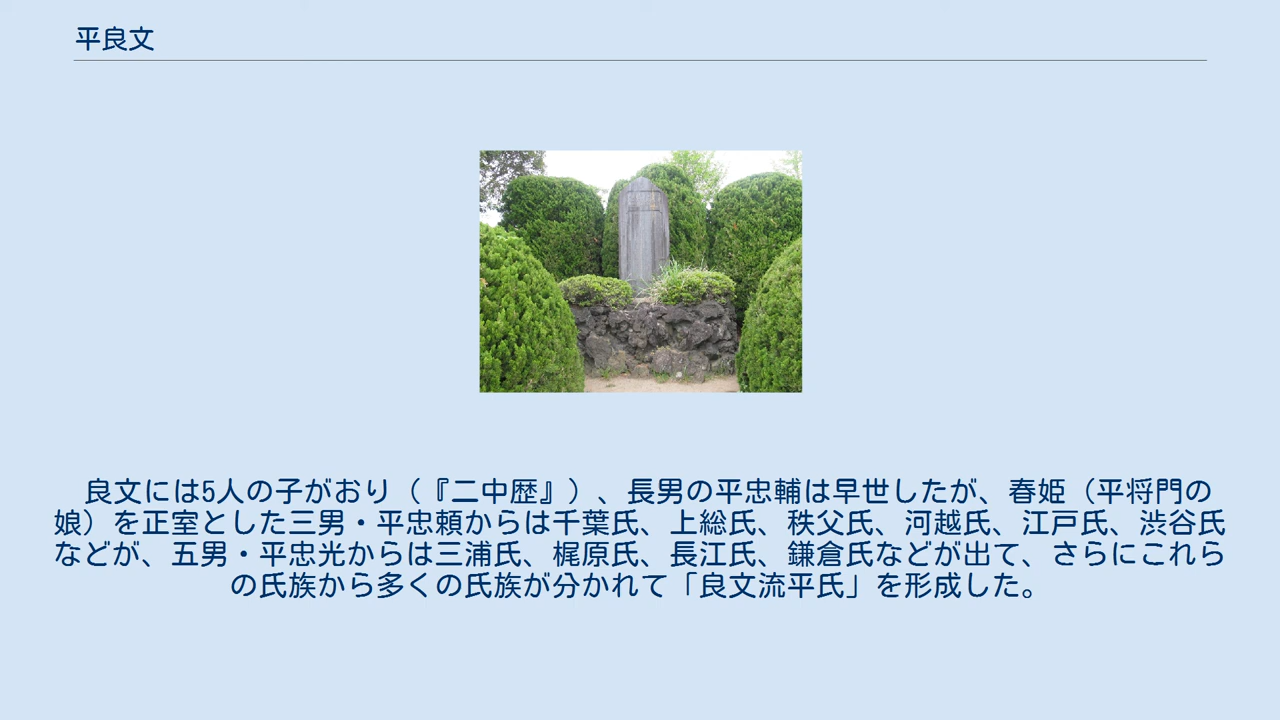 平良文
良文には5人の子がおり（『二中歴』）、長男の平忠輔は早世したが、春姫（平将門の
娘）を正室とした三男・平忠頼からは千葉氏、上総氏、秩父氏、河越氏、江戸氏、渋谷氏
などが、五男・平忠光からは三浦氏、梶原氏、長江氏、鎌倉氏などが出て、さらにこれら
の氏族から多くの氏族が分かれて「良文流平氏」を形成した。